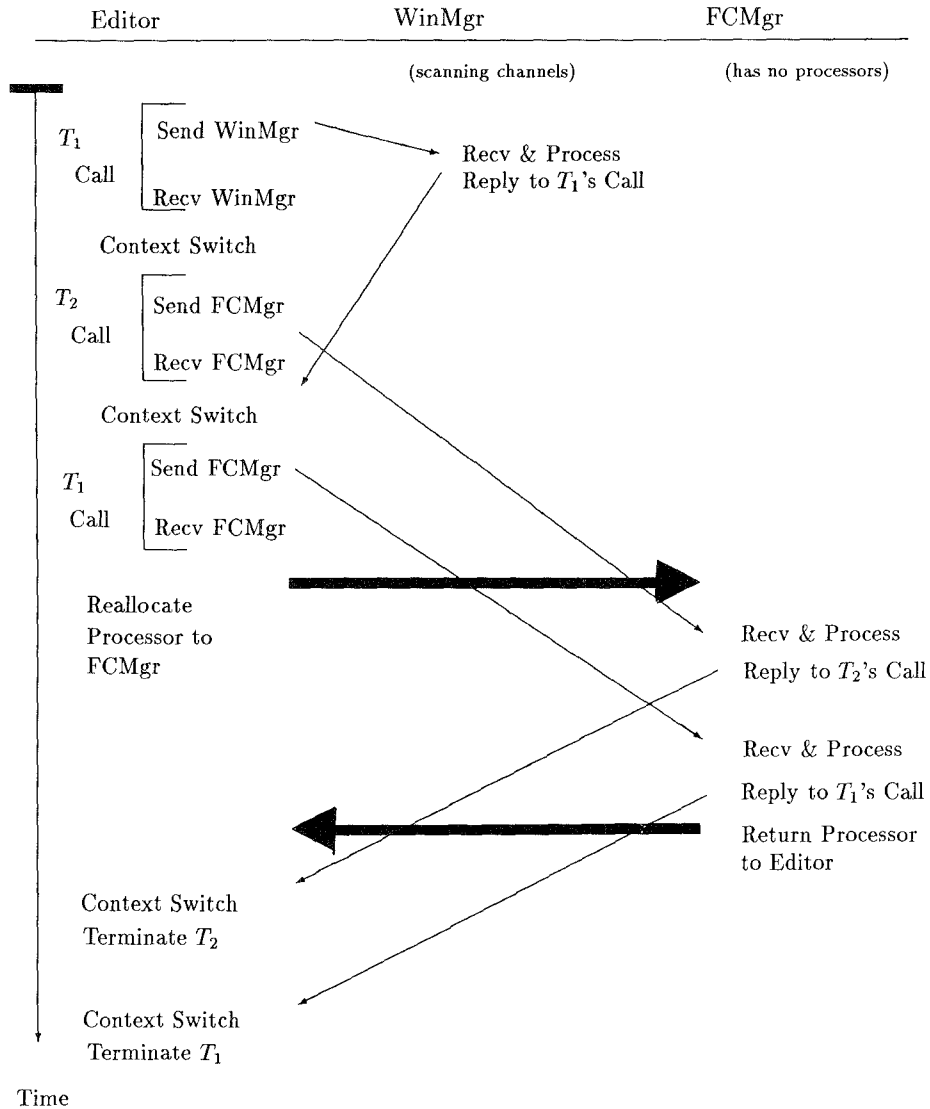 Editor WinMgr FCMgr
(scanning channels) (has no processors)
T1 Call
Send WinMgr
Recv WinMgr
Recv & Process
Reply to T1's Call
Context Switch
T2 Call
Send FCMgr
Recv FCMgr
Context Switch
T1 Call
Send FCMgr
Recv FCMgr
Reallocate
Processor to
FCMgr
Recv & Process
Reply to T2's Call
Recv & Process
Reply to T1's Call
Return Processor
to Editor
Context Switch
Terminate T2
Context Switch
Terminate T1
Time